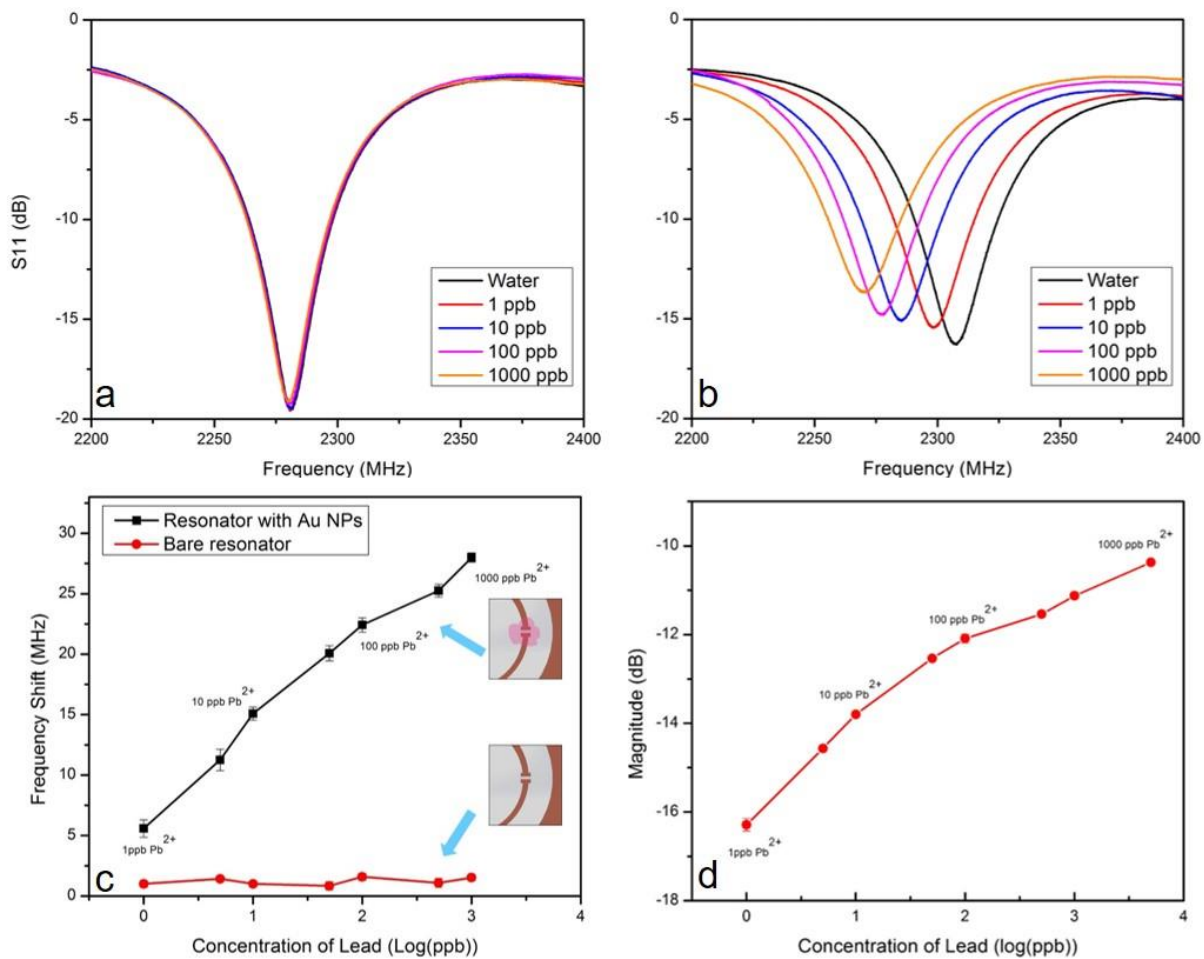 0
-5
-10
-15
-20
S11 (dB)
Water
1 ppb
10 ppb
100 ppb
1000 ppb
a
2200 2250 2300 2350 2400
Frequency (MHz)
0
-5
-10
-15
-20
Water
1 ppb
10 ppb
100 ppb
1000 ppb
b
2200 2250 2300 2350 2400
Frequency (MHz)
Resonator with Au NPs
Bare resonator
30
25
20
15
10
5
0
Frequency Shift (MHz)
1000 ppb Pb2+
100 ppb Pb2+
10 ppb Pb2+
1ppb Pb2+
c
0 1 2 3 4
Concentration of Lead (Log(ppb))
-10
-12
-14
-16
-18
Magnitude (dB)
1000 ppb Pb2+
100 ppb Pb2+
10 ppb Pb2+
1ppb Pb2+
d
0 1 2 3 4
Concentration of Lead (log(ppb))